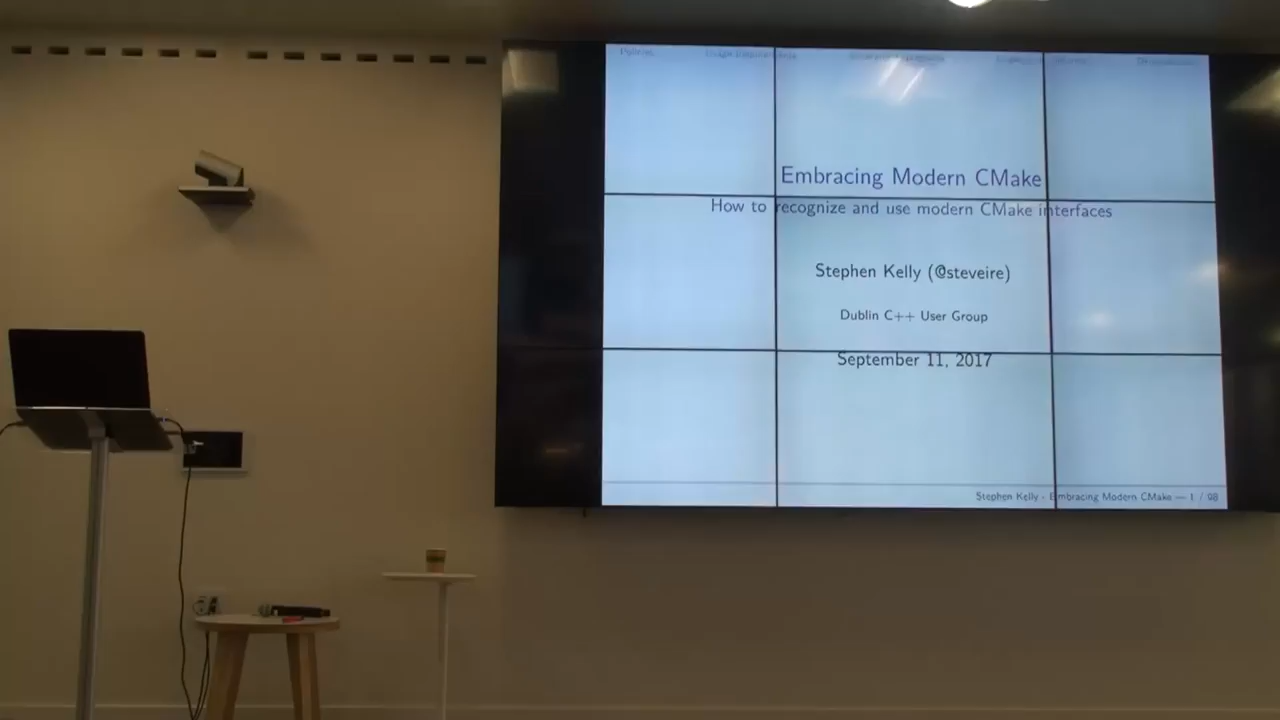 Policies
Embracing Modern CMake
How to recognize and use modern CMake interfaces
Stephen Kelly (@steveire)
Dublin C++ User Group
September 11, 2017
Stephen Kelly - Embracing Modern CMake — 1 / 98